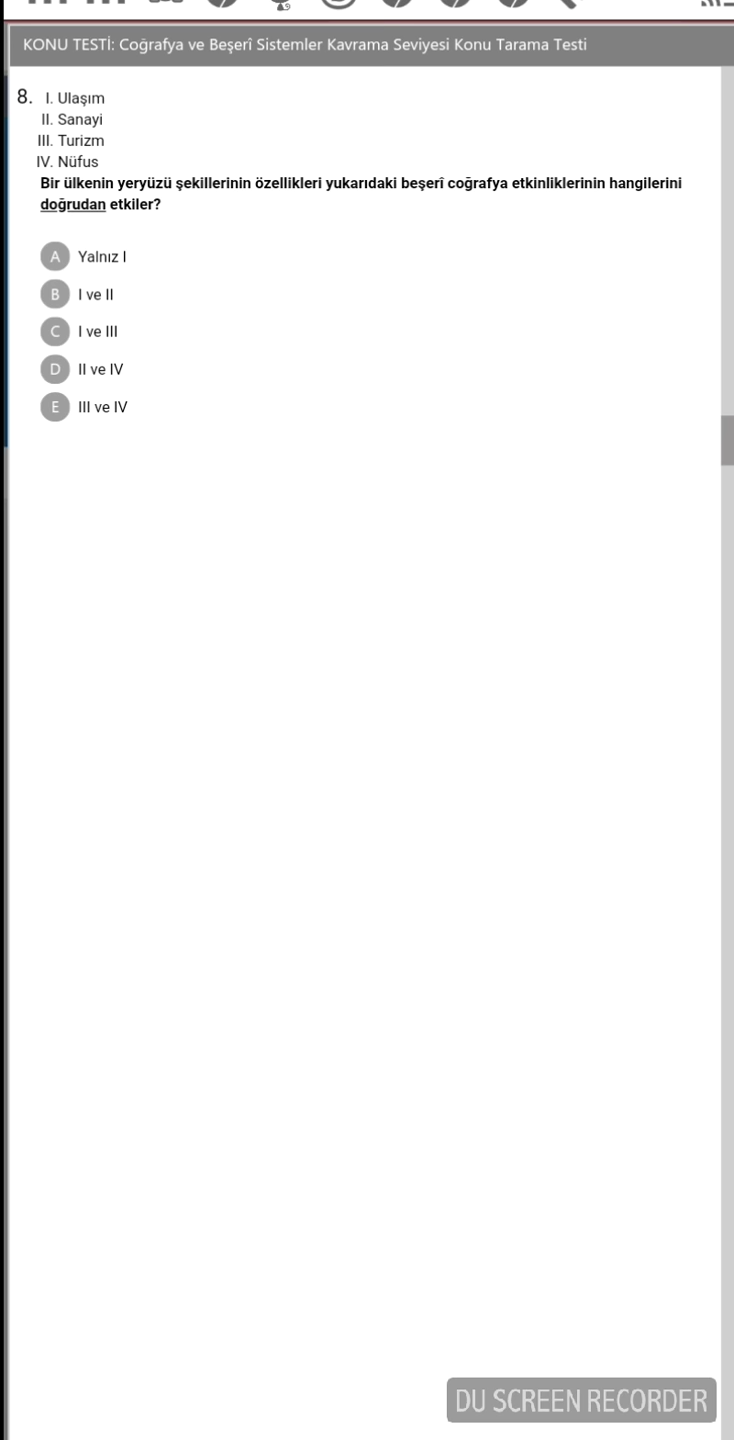 KONU TESTİ: Coğrafya ve Beşerî Sistemler Kavrama Seviyesi Konu Tarama Testi
8. I. Ulaşım
II. Sanayi
III. Turizm
IV. Nüfus
Bir ülkenin yeryüzü şekillerinin özellikleri yukarıdaki beşerî coğrafya etkinliklerinin hangilerini
doğrudan etkiler?
A Yalnız I
B I ve II
C I ve III
D II ve IV
E III ve IV
DU SCREEN RECORDER